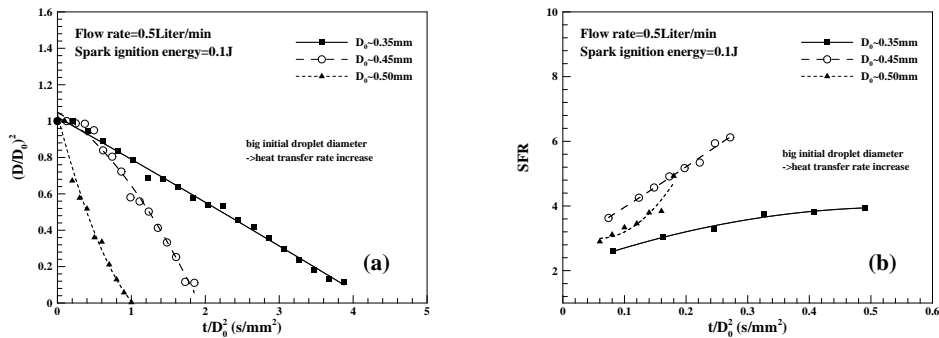 Flow rate=0.5Liter/min
Spark ignition energy=0.1J
D₀~0.35mm
D₀~0.45mm
D₀~0.50mm
big initial droplet diameter
->heat transfer rate increase
(a)
(D/D₀)²
1.6
1.4
1.2
1
0.8
0.6
0.4
0.2
0
0 1 2 3 4 5
t/D₀² (s/mm²)
Flow rate=0.5Liter/min
Spark ignition energy=0.1J
D₀~0.35mm
D₀~0.45mm
D₀~0.50mm
big initial droplet diameter
->heat transfer rate increase
(b)
SFR
10
8
6
4
2
0 0.1 0.2 0.3 0.4 0.5 0.6
t/D₀² (s/mm²)